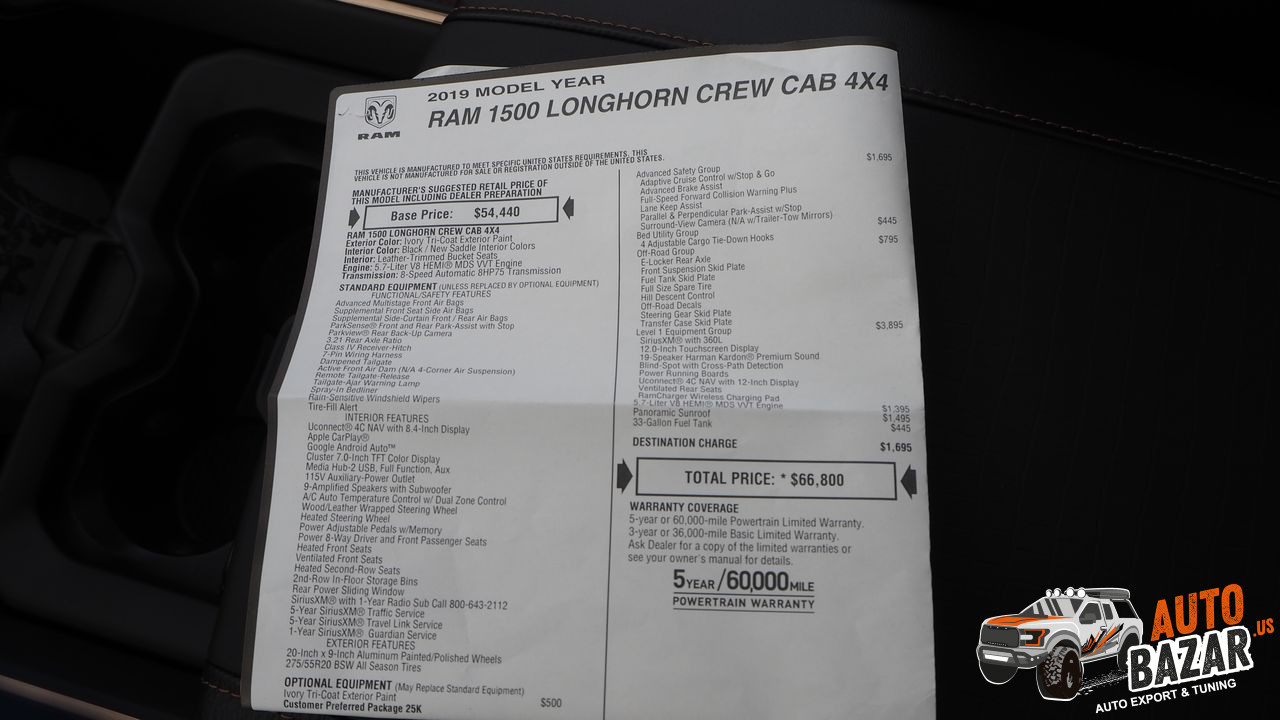 2019 MODEL YEAR
RAM 1500 LONGHORN CREW CAB 4X4
RAM
THIS VEHICLE IS MANUFACTURED TO MEET SPECIFIC UNITED STATES REQUIREMENTS. THIS
VEHICLE IS NOT MANUFACTURED FOR SALE OR REGISTRATION OUTSIDE OF THE UNITED STATES.
MANUFACTURER'S SUGGESTED RETAIL PRICE OF
THIS MODEL INCLUDING DEALER PREPARATION
Base Price: $54,440
RAM 1500 LONGHORN CREW CAB 4X4
Exterior Color: Ivory Tri-Coat Exterior Paint
Interior Color: Black / New Saddle Interior Colors
Interior: Leather-Trimmed Bucket Seats
Engine: 5.7-Liter V8 HEMI® MDS VVT Engine
Transmission: 8-Speed Automatic 8HP75 Transmission
STANDARD EQUIPMENT (UNLESS REPLACED BY OPTIONAL EQUIPMENT)
FUNCTIONAL/SAFETY FEATURES
Advanced Multistage Front Air Bags
Supplemental Front Seat Side Air Bags
Supplemental Side-Curtain Front / Rear Air Bags
ParkSense® Front and Rear Park-Assist with Stop
Parkview® Rear Back-Up Camera
3.21 Rear Axle Ratio
Class IV Receiver-Hitch
7-Pin Wiring Harness
Dampened Tailgate
Active Front Air Dam (N/A 4-Corner Air Suspension)
Remote Tailgate-Release
Tailgate-Ajar Warning Lamp
Spray-In Bedliner
Rain-Sensitive Windshield Wipers
Tire-Fill Alert
INTERIOR FEATURES
Uconnect® 4C NAV with 8.4-Inch Display
Apple CarPlay®
Google Android Auto™
Cluster 7.0-Inch TFT Color Display
Media Hub-2 USB, Full Function, Aux
115V Auxiliary-Power Outlet
9-Amplified Speakers with Subwoofer
A/C Auto Temperature Control w/ Dual Zone Control
Wood/Leather Wrapped Steering Wheel
Heated Steering Wheel
Power Adjustable Pedals w/Memory
Power 8-Way Driver and Front Passenger Seats
Heated Front Seats
Ventilated Front Seats
Heated Second-Row Seats
2nd-Row In-Floor Storage Bins
Rear Power Sliding Window
SiriusXM® with 1-Year Radio Sub Call 800-643-2112
5-Year SiriusXM® Traffic Service
5-Year SiriusXM® Travel Link Service
1-Year SiriusXM® Guardian Service
EXTERIOR FEATURES
20-Inch x 9-Inch Aluminum Painted/Polished Wheels
275/55R20 BSW All Season Tires
OPTIONAL EQUIPMENT (May Replace Standard Equipment)
Ivory Tri-Coat Exterior Paint $500
Customer Preferred Package 25K
Advanced Safety Group $1,695
Adaptive Cruise Control w/Stop & Go
Advanced Brake Assist
Full-Speed Forward Collision Warning Plus
Lane Keep Assist
Parallel & Perpendicular Park-Assist w/Stop
Surround-View Camera (N/A w/Trailer-Tow Mirrors)
Bed Utility Group $445
4 Adjustable Cargo Tie-Down Hooks
Off-Road Group $795
E-Locker Rear Axle
Front Suspension Skid Plate
Fuel Tank Skid Plate
Full Size Spare Tire
Hill Descent Control
Off-Road Decals
Steering Gear Skid Plate
Transfer Case Skid Plate
Level 1 Equipment Group $3,895
SiriusXM® with 360L
12.0-Inch Touchscreen Display
19-Speaker Harman Kardon® Premium Sound
Blind-Spot with Cross-Path Detection
Power Running Boards
Uconnect® 4C NAV with 12-Inch Display
Ventilated Rear Seats
RamCharger Wireless Charging Pad
5.7-Liter V8 HEMI® MDS VVT Engine $1,395
Panoramic Sunroof $1,495
33-Gallon Fuel Tank $445
DESTINATION CHARGE $1,695
TOTAL PRICE: * $66,800
WARRANTY COVERAGE
5-year or 60,000-mile Powertrain Limited Warranty.
3-year or 36,000-mile Basic Limited Warranty.
Ask Dealer for a copy of the limited warranties or
see your owner's manual for details.
5 YEAR / 60,000 MILE
POWERTRAIN WARRANTY
AUTO
BAZAR.US
AUTO EXPORT & TUNING